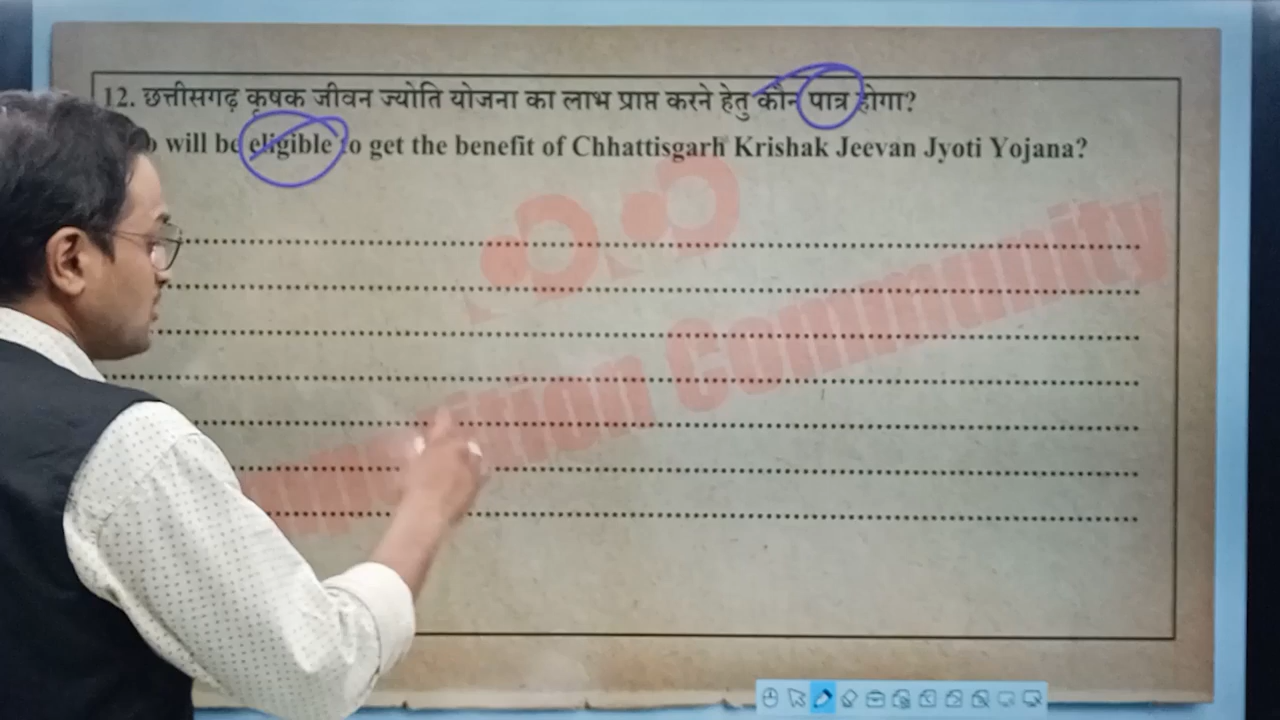 12. छत्तीसगढ़ कृषक जीवन ज्योति योजना का लाभ प्राप्त करने हेतु कौन पात्र होगा?
will be eligible to get the benefit of Chhattisgarh Krishak Jeevan Jyoti Yojana?
Community